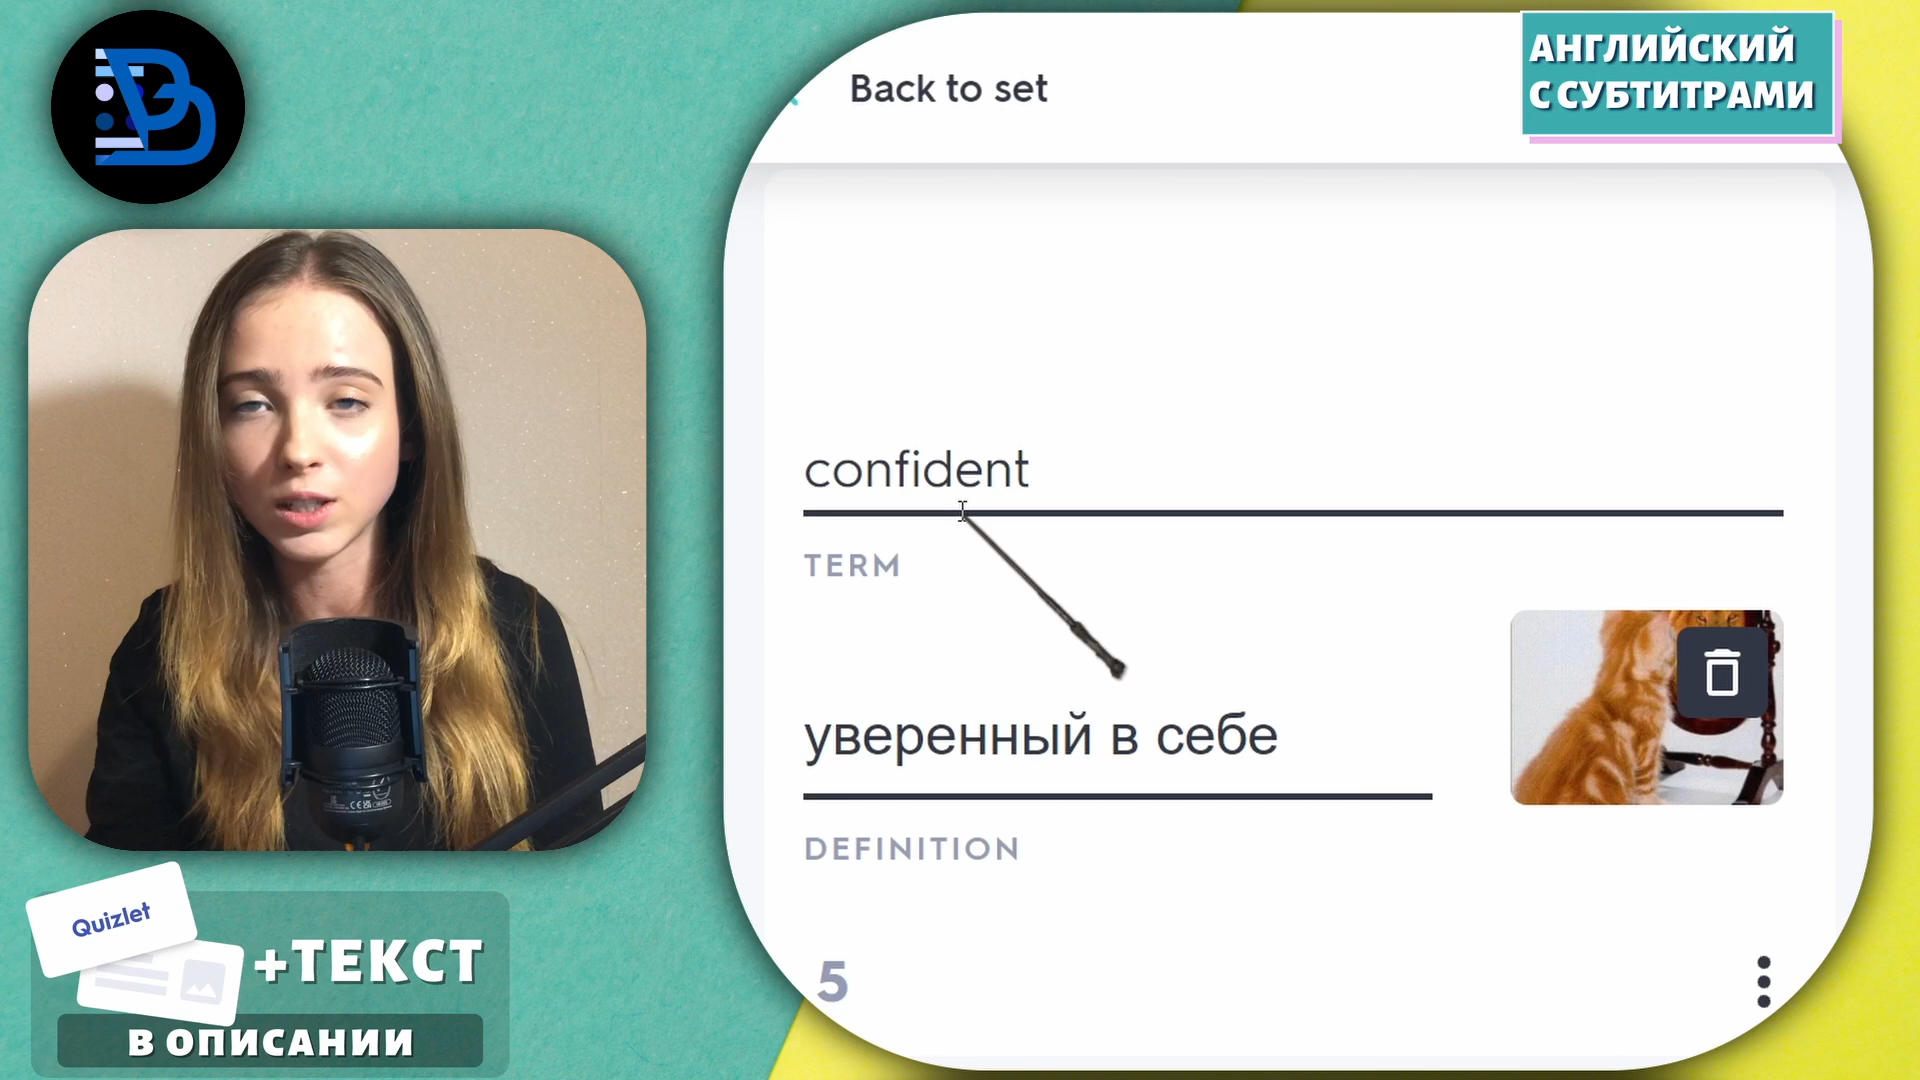 Back to set
АНГЛИЙСКИЙ
С СУБТИТРАМИ
confident
TERM
уверенный в себе
DEFINITION
5
Quizlet
+ТЕКСТ
В ОПИСАНИИ